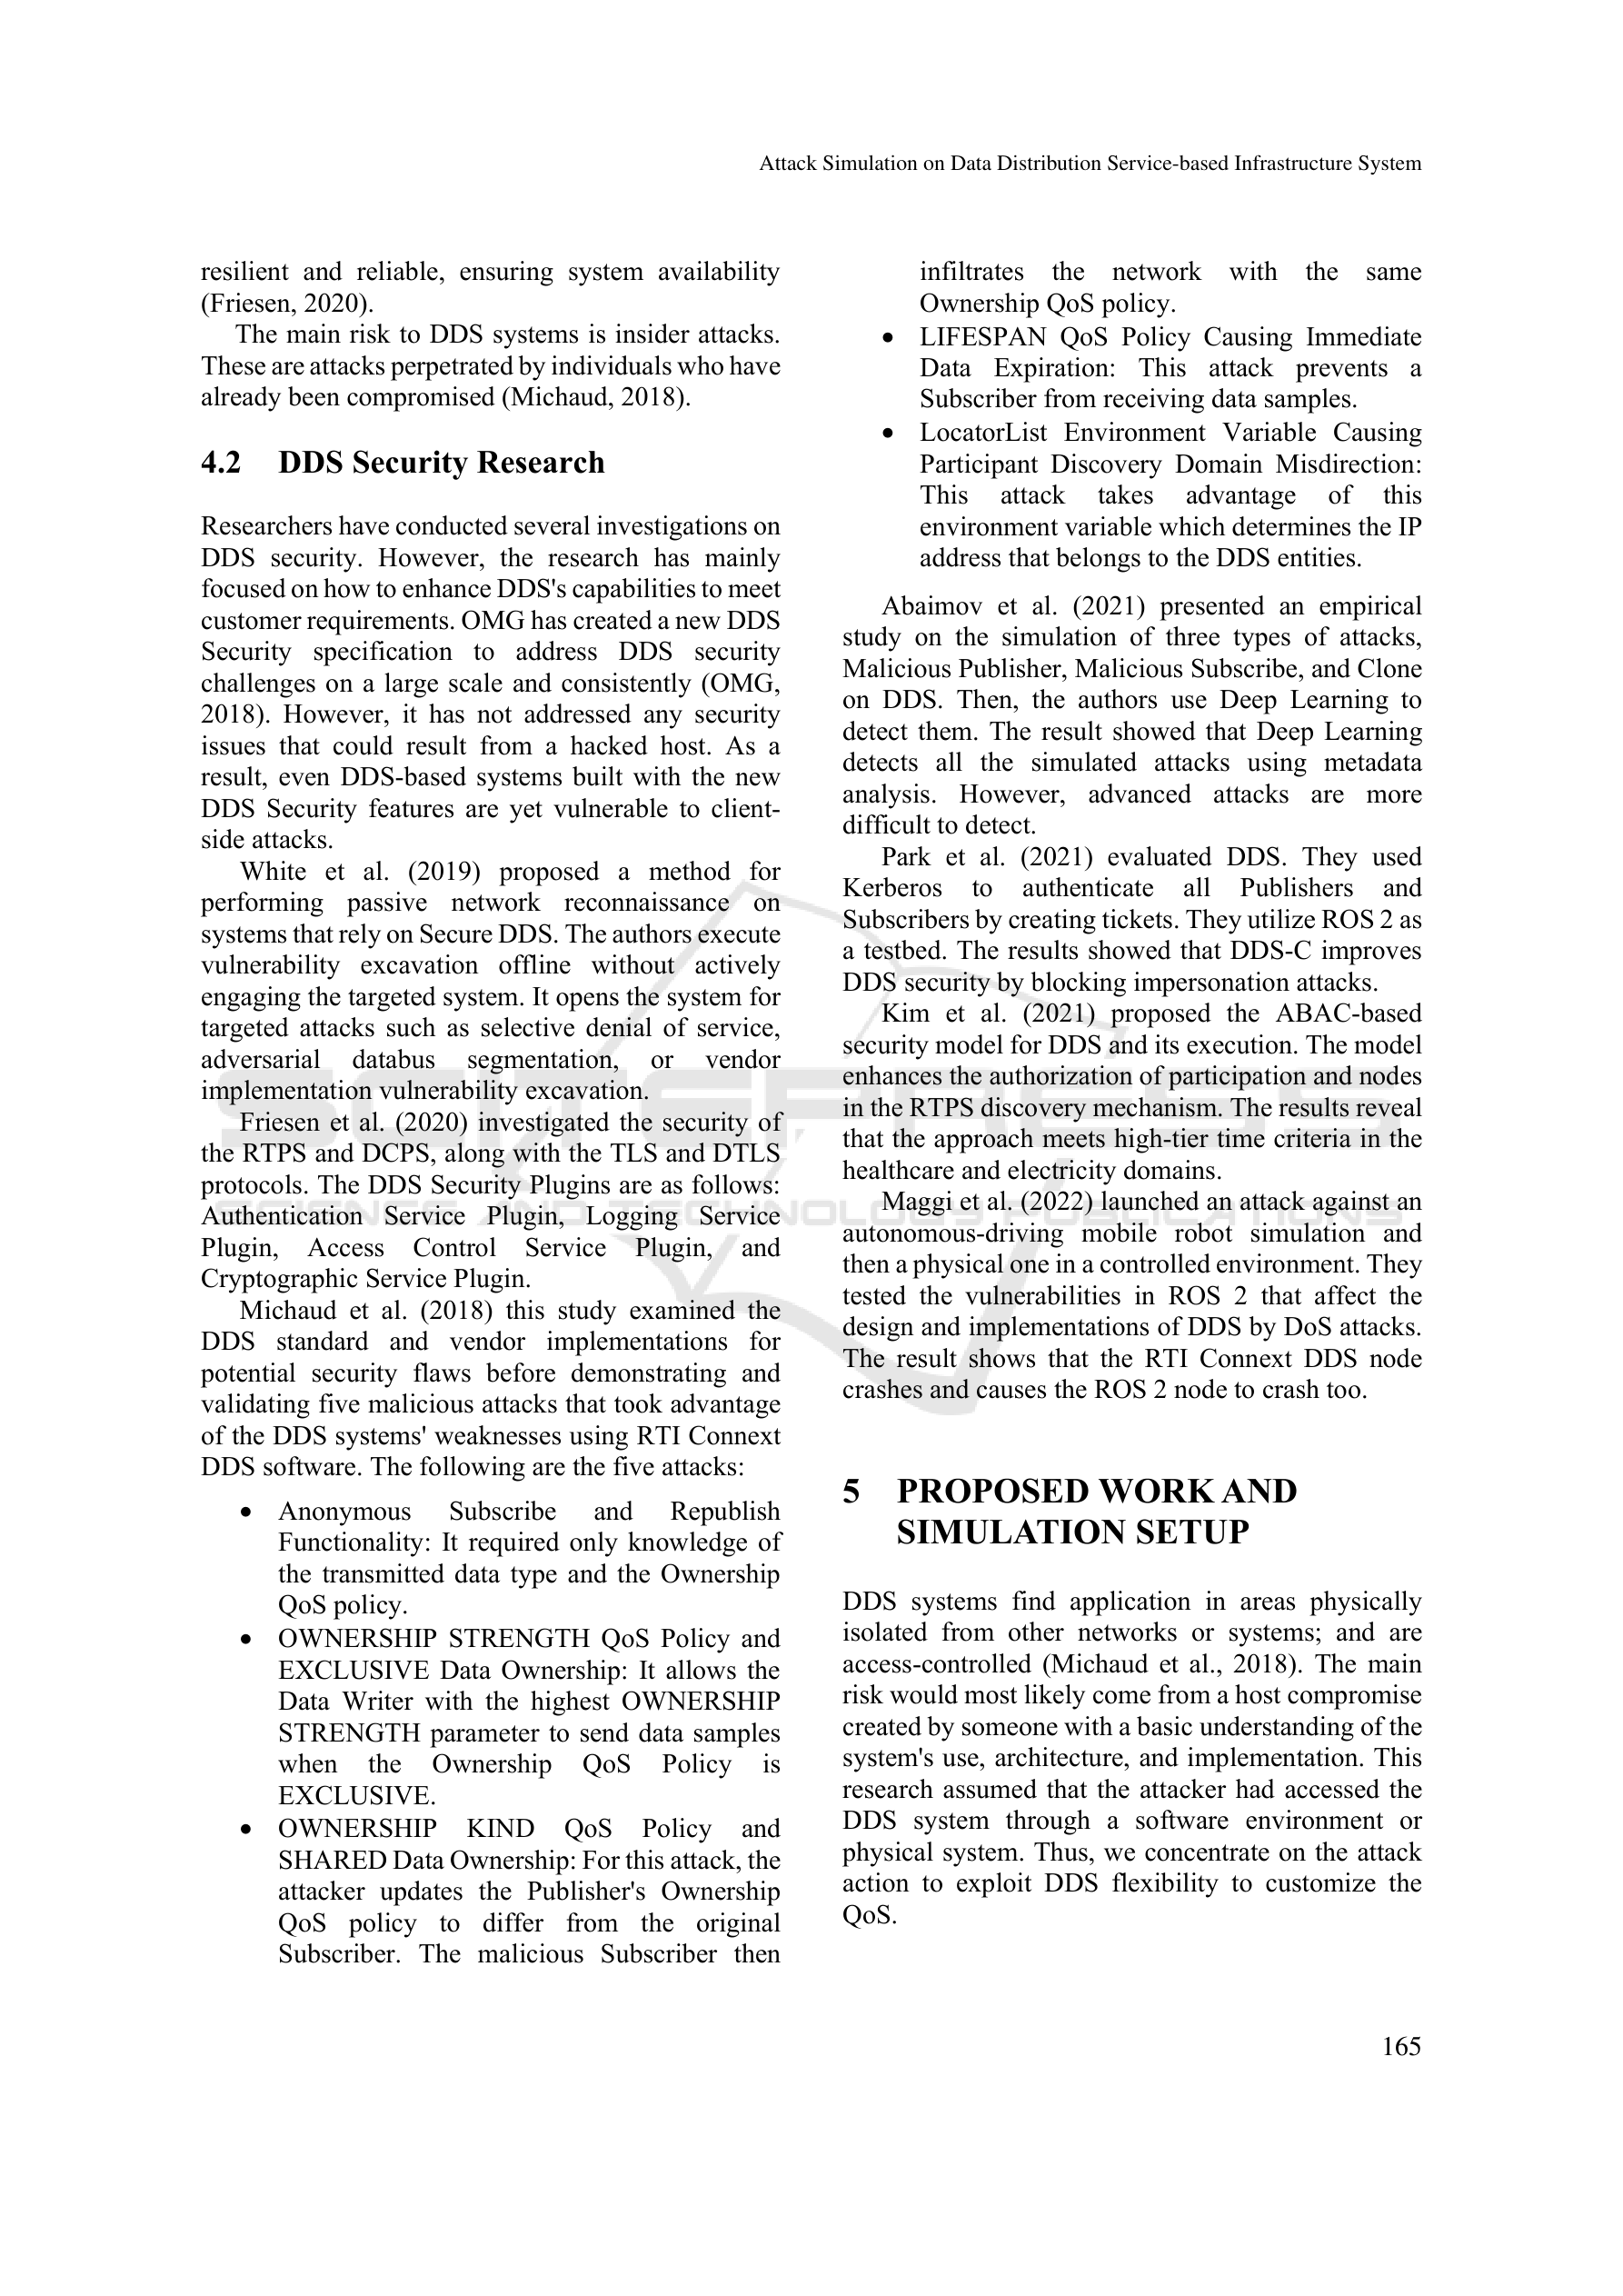 Attack Simulation on Data Distribution Service-based Infrastructure System
resilient and reliable, ensuring system availability
(Friesen, 2020).
The main risk to DDS systems is insider attacks.
These are attacks perpetrated by individuals who have
already been compromised (Michaud, 2018).
4.2 DDS Security Research
Researchers have conducted several investigations on
DDS security. However, the research has mainly
focused on how to enhance DDS's capabilities to meet
customer requirements. OMG has created a new DDS
Security specification to address DDS security
challenges on a large scale and consistently (OMG,
2018). However, it has not addressed any security
issues that could result from a hacked host. As a
result, even DDS-based systems built with the new
DDS Security features are yet vulnerable to client-
side attacks.
White et al. (2019) proposed a method for
performing passive network reconnaissance on
systems that rely on Secure DDS. The authors execute
vulnerability excavation offline without actively
engaging the targeted system. It opens the system for
targeted attacks such as selective denial of service,
adversarial databus segmentation, or vendor
implementation vulnerability excavation.
Friesen et al. (2020) investigated the security of
the RTPS and DCPS, along with the TLS and DTLS
protocols. The DDS Security Plugins are as follows:
Authentication Service Plugin, Logging Service
Plugin, Access Control Service Plugin, and
Cryptographic Service Plugin.
Michaud et al. (2018) this study examined the
DDS standard and vendor implementations for
potential security flaws before demonstrating and
validating five malicious attacks that took advantage
of the DDS systems' weaknesses using RTI Connext
DDS software. The following are the five attacks:
• Anonymous Subscribe and Republish
Functionality: It required only knowledge of
the transmitted data type and the Ownership
QoS policy.
• OWNERSHIP STRENGTH QoS Policy and
EXCLUSIVE Data Ownership: It allows the
Data Writer with the highest OWNERSHIP
STRENGTH parameter to send data samples
when the Ownership QoS Policy is
EXCLUSIVE.
• OWNERSHIP KIND QoS Policy and
SHARED Data Ownership: For this attack, the
attacker updates the Publisher's Ownership
QoS policy to differ from the original
Subscriber. The malicious Subscriber then
infiltrates the network with the same
Ownership QoS policy.
• LIFESPAN QoS Policy Causing Immediate
Data Expiration: This attack prevents a
Subscriber from receiving data samples.
• LocatorList Environment Variable Causing
Participant Discovery Domain Misdirection:
This attack takes advantage of this
environment variable which determines the IP
address that belongs to the DDS entities.
Abaimov et al. (2021) presented an empirical
study on the simulation of three types of attacks,
Malicious Publisher, Malicious Subscribe, and Clone
on DDS. Then, the authors use Deep Learning to
detect them. The result showed that Deep Learning
detects all the simulated attacks using metadata
analysis. However, advanced attacks are more
difficult to detect.
Park et al. (2021) evaluated DDS. They used
Kerberos to authenticate all Publishers and
Subscribers by creating tickets. They utilize ROS 2 as
a testbed. The results showed that DDS-C improves
DDS security by blocking impersonation attacks.
Kim et al. (2021) proposed the ABAC-based
security model for DDS and its execution. The model
enhances the authorization of participation and nodes
in the RTPS discovery mechanism. The results reveal
that the approach meets high-tier time criteria in the
healthcare and electricity domains.
Maggi et al. (2022) launched an attack against an
autonomous-driving mobile robot simulation and
then a physical one in a controlled environment. They
tested the vulnerabilities in ROS 2 that affect the
design and implementations of DDS by DoS attacks.
The result shows that the RTI Connext DDS node
crashes and causes the ROS 2 node to crash too.
5 PROPOSED WORK AND
SIMULATION SETUP
DDS systems find application in areas physically
isolated from other networks or systems; and are
access-controlled (Michaud et al., 2018). The main
risk would most likely come from a host compromise
created by someone with a basic understanding of the
system's use, architecture, and implementation. This
research assumed that the attacker had accessed the
DDS system through a software environment or
physical system. Thus, we concentrate on the attack
action to exploit DDS flexibility to customize the
QoS.
SCITEPRESS
SCIENCE AND TECHNOLOGY PUBLICATIONS
165